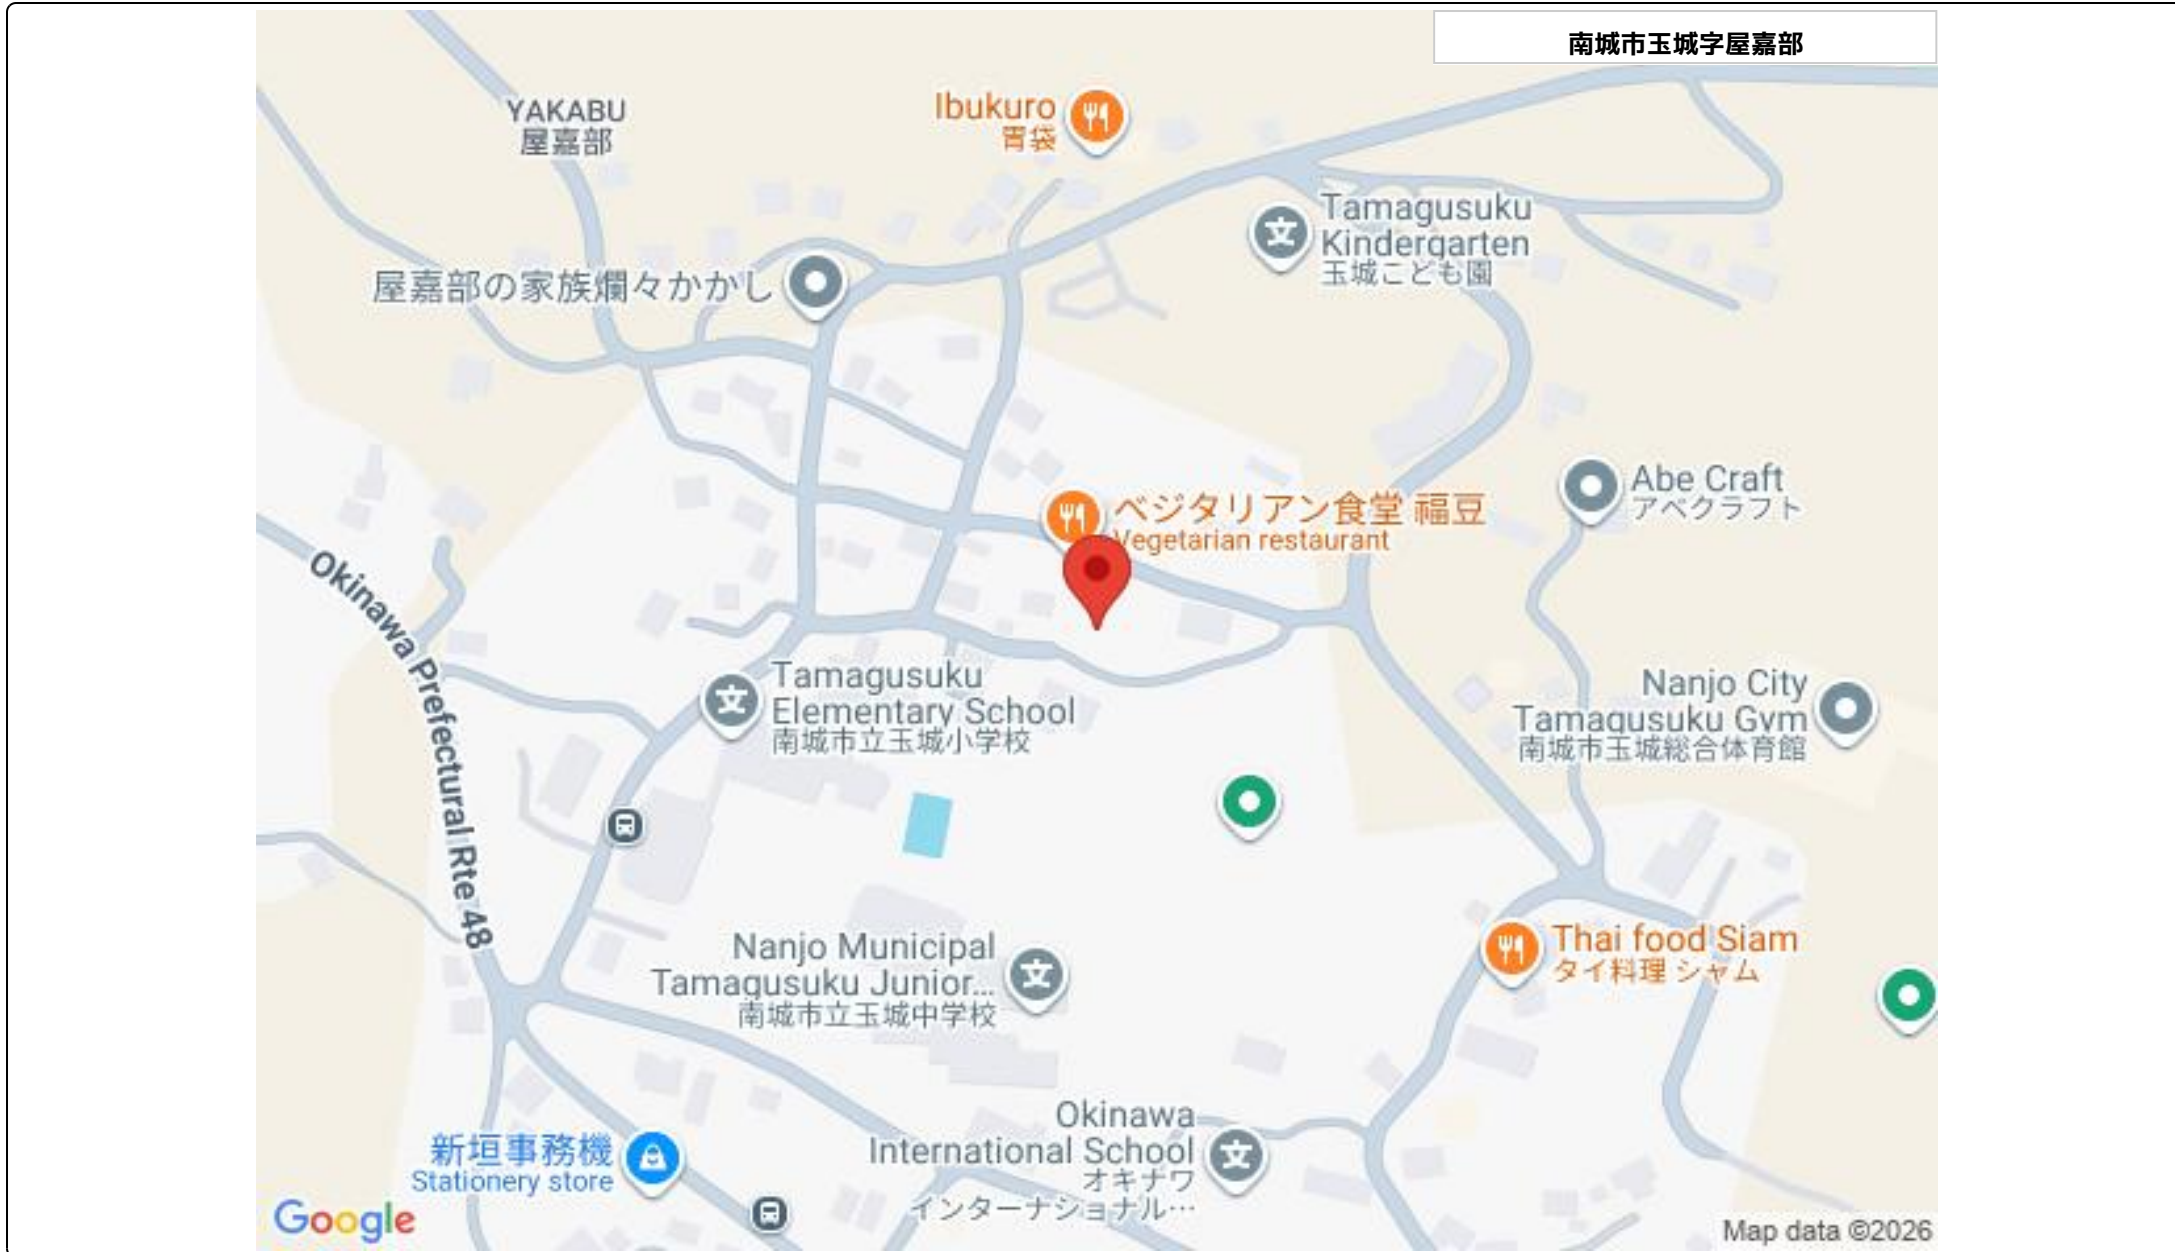 南城市玉城字屋嘉部
YAKABU
屋嘉部
Ibukuro
胃袋
Tamagusuku
Kindergarten
玉城こども園
屋嘉部の家族爛々かかし
Abe Craft
アベクラフト
ベジタリアン食堂 福豆
Vegetarian restaurant
Okinawa Prefectural Rte 48
Tamagusuku
Elementary School
南城市立玉城小学校
Nanjo City
Tamagusuku Gym
南城市玉城総合体育館
Nanjo Municipal
Tamagusuku Junior...
南城市立玉城中学校
Thai food Siam
タイ料理 シャム
Okinawa
International School
オキナワ
インターナショナル…
新垣事務機
Stationery store
Google
Map data ©2026